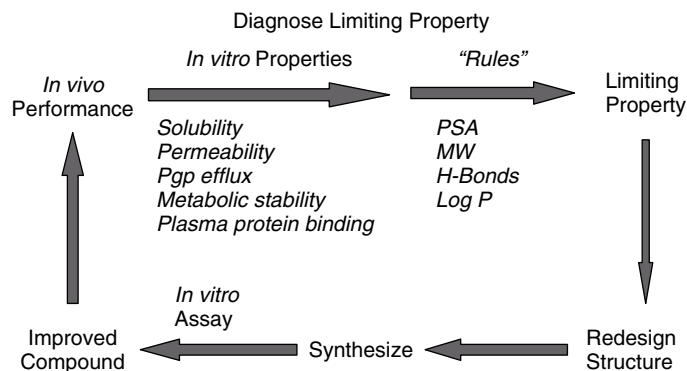 Diagnose Limiting Property
In vitro Properties
"Rules"
In vivo
Performance
Limiting
Property
Solubility
Permeability
Pgp efflux
Metabolic stability
Plasma protein binding
PSA
MW
H-Bonds
Log P
In vitro
Assay
Improved
Compound
Synthesize
Redesign
Structure